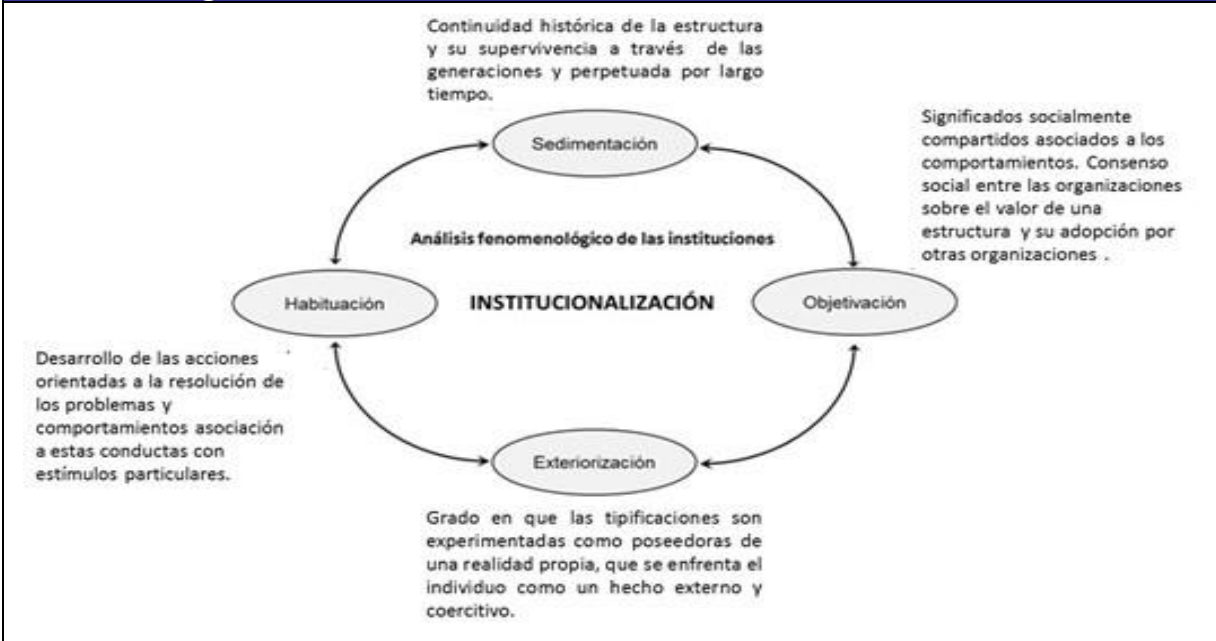 Continuidad histórica de la estructura
y su supervivencia a través de las
generaciones y perpetuada por largo
tiempo.
Sedimentación
Significados socialmente
compartidos asociados a los
comportamientos. Consenso
social entre las organizaciones
sobre el valor de una
estructura y su adopción por
otras organizaciones .
Análisis fenomenológico de las instituciones
Habituación
INSTITUCIONALIZACIÓN
Objetivación
Desarrollo de las acciones
orientadas a la resolución de
los problemas y
comportamientos asociación
a estas conductas con
estímulos particulares.
Exteriorización
Grado en que las tipificaciones son
experimentadas como poseedoras de
una realidad propia, que se enfrenta el
individuo como un hecho externo y
coercitivo.